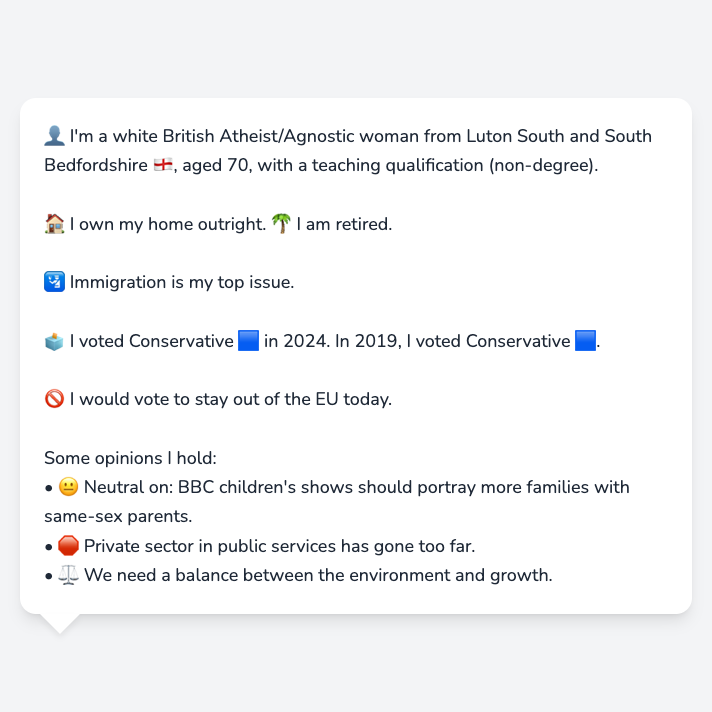 👤 I'm a white British Atheist/Agnostic woman from Luton South and South
Bedfordshire 🏴󠁧󠁢󠁥󠁮󠁧󠁿, aged 70, with a teaching qualification (non-degree).
🏠 I own my home outright. 🌴 I am retired.
🛂 Immigration is my top issue.
🗳️ I voted Conservative 🟦 in 2024. In 2019, I voted Conservative 🟦.
🚫 I would vote to stay out of the EU today.
Some opinions I hold:
• 😐 Neutral on: BBC children's shows should portray more families with
same-sex parents.
• 🛑 Private sector in public services has gone too far.
• ⚖️ We need a balance between the environment and growth.